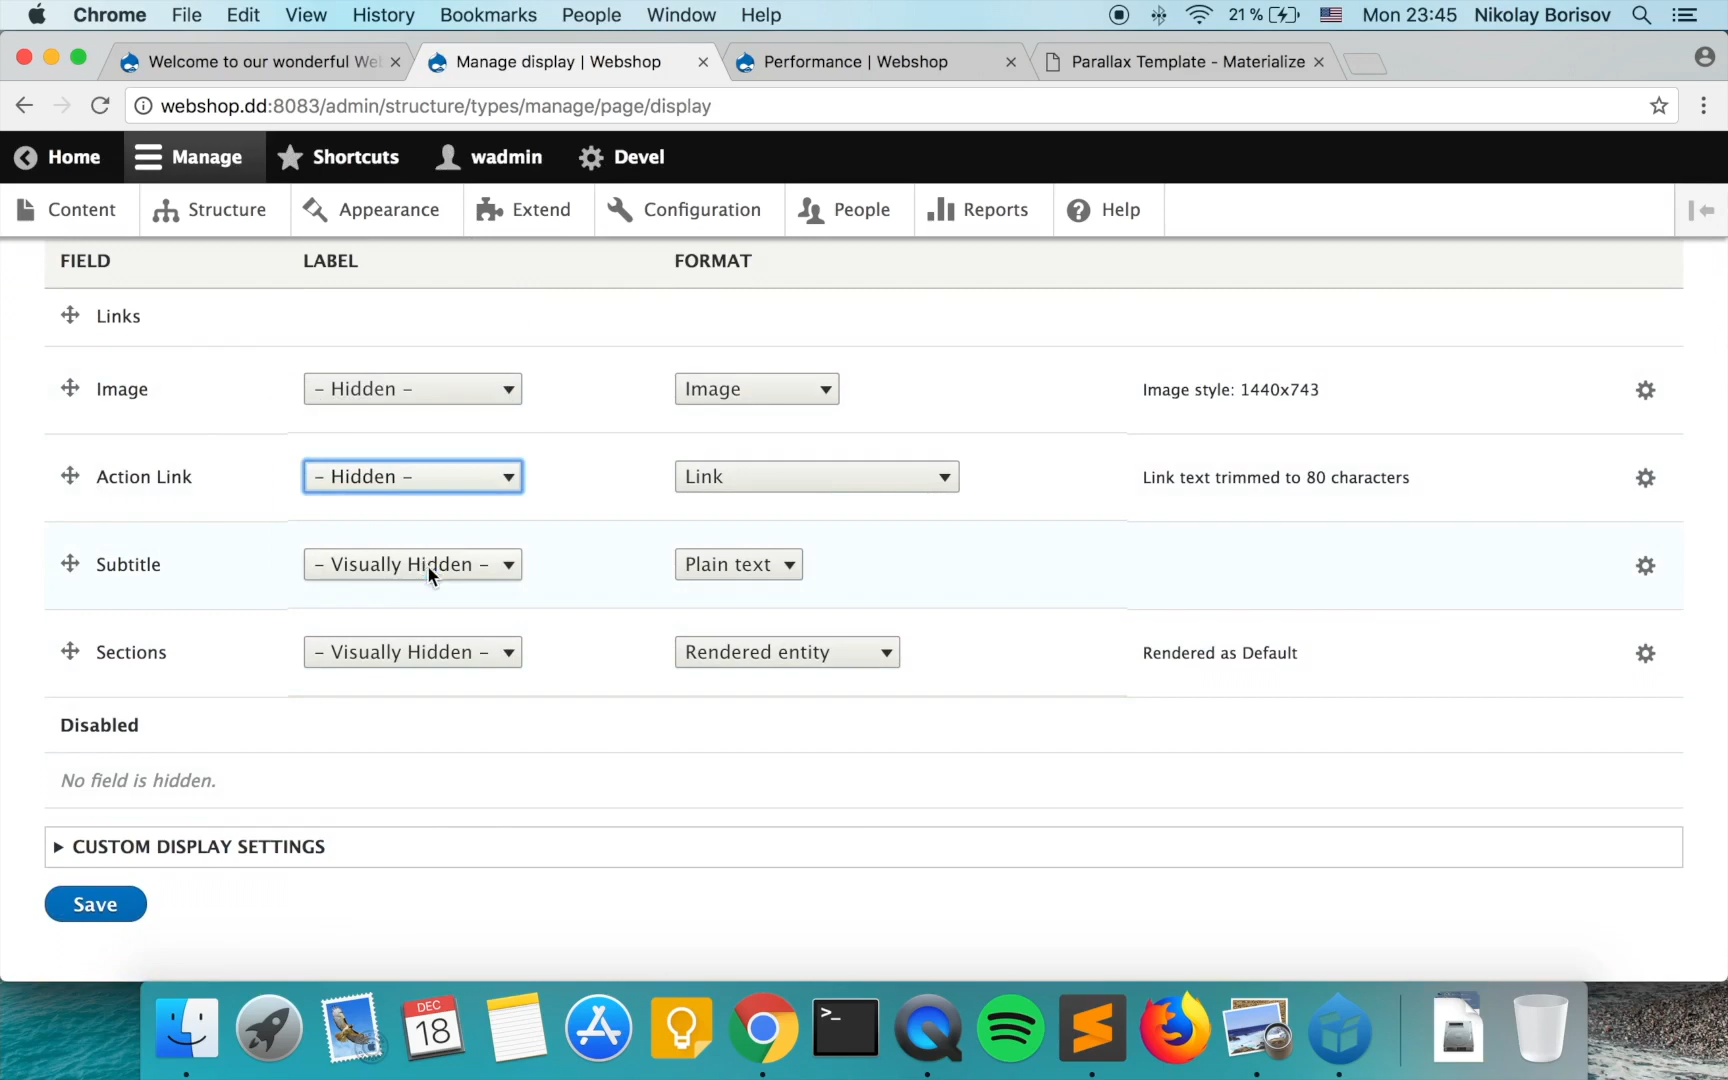 Chrome File Edit View History Bookmarks People Window Help 21 % Mon 23:45 Nikolay Borisov
Welcome to our wonderful We Manage display | Webshop Performance | Webshop Parallax Template - Materialize
webshop.dd:8083/admin/structure/types/manage/page/display
Home Manage Shortcuts wadmin Devel
Content Structure Appearance Extend Configuration People Reports Help
FIELD LABEL FORMAT
Links
Image - Hidden - Image Image style: 1440x743
Action Link - Hidden - Link Link text trimmed to 80 characters
Subtitle - Visually Hidden - Plain text
Sections - Visually Hidden - Rendered entity Rendered as Default
Disabled
No field is hidden.
CUSTOM DISPLAY SETTINGS
Save
DEC
18